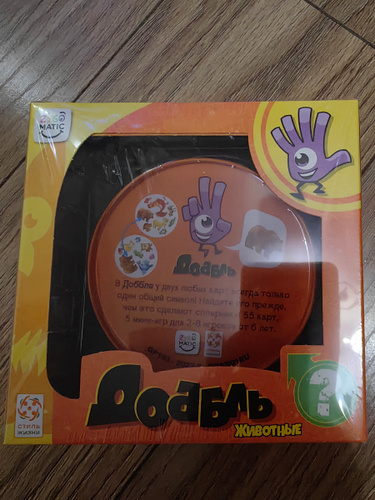 MATIC
Доббль
В Доббле у двух любых карт всегда только
один общий символ! Найдите его прежде,
чем это сделают соперники! 55 карт,
5 мини-игр для 2-8 игроков от 6 лет.
MATIC
Доббль
ЖИВОТНЫЕ
?
СТИЛЬ
ЖИЗНИ